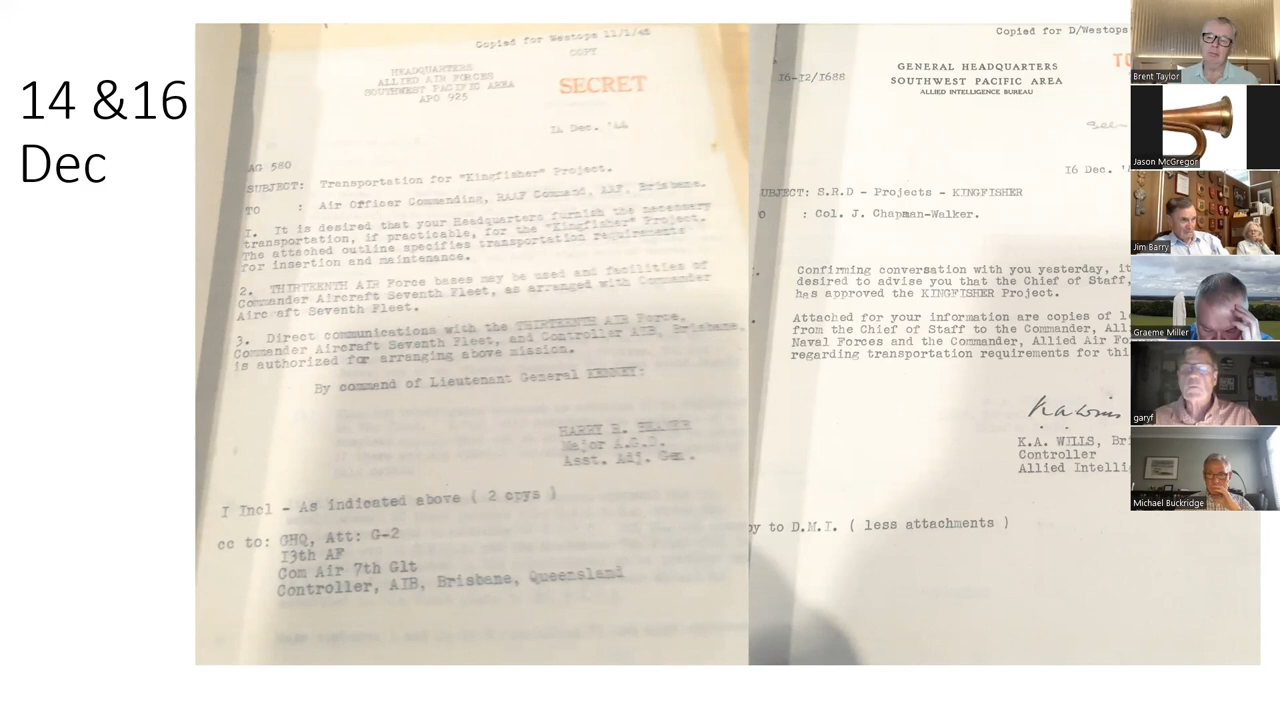 14 &16
Dec
Copied for Westops 11/1/45
COPY
HEADQUARTERS
ALLIED AIR FORCES
SOUTHWEST PACIFIC AREA
APO 925
SECRET
14 Dec. '44
AG 580
SUBJECT: Transportation for "Kingfisher" Project.
TO : Air Officer Commanding, RAAF Command, AAF, Brisbane.
1. It is desired that your Headquarters furnish the necessary
transportation, if practicable, for the "Kingfisher" Project.
The attached outline specifies transportation requirements
for insertion and maintenance.
2. THIRTEENTH AIR Force bases may be used and facilities of
Commander Aircraft Seventh Fleet, as arranged with Commander
Aircraft Seventh Fleet.
3. Direct communications with the THIRTEENTH AIR Force,
Commander Aircraft Seventh Fleet, and Controller AIB, Brisbane,
is authorized for arranging above mission.
By command of Lieutenant General KENNEY:
HARRY R.
Major A.G.D.
Asst. Adj. Gen.
I Incl - As indicated above ( 2 cpys )
cc to: GHQ, Att: G-2
13th AF
Com Air 7th Glt
Controller, AIB, Brisbane, Queensland
Copied for D/Westops
TO
16-12/1688
GENERAL HEADQUARTERS
SOUTHWEST PACIFIC AREA
ALLIED INTELLIGENCE BUREAU
16 Dec. '
UBJECT: S.R.D - Projects - KINGFISHER
O : Col. J. Chapman-Walker.
Confirming conversation with you yesterday, it
desired to advise you that the Chief of Staff,
has approved the KINGFISHER Project.
Attached for your information are copies of le
from the Chief of Staff to the Commander, All
Naval Forces and the Commander, Allied Air Fo
regarding transportation requirements for thi
K.A. WILLS, Bri
Controller
Allied Intelli
py to D.M.I. ( less attachments )
Brent Taylor
Jason McGregor
Jim Barry
Graeme Miller
garyf
Michael Buckridge